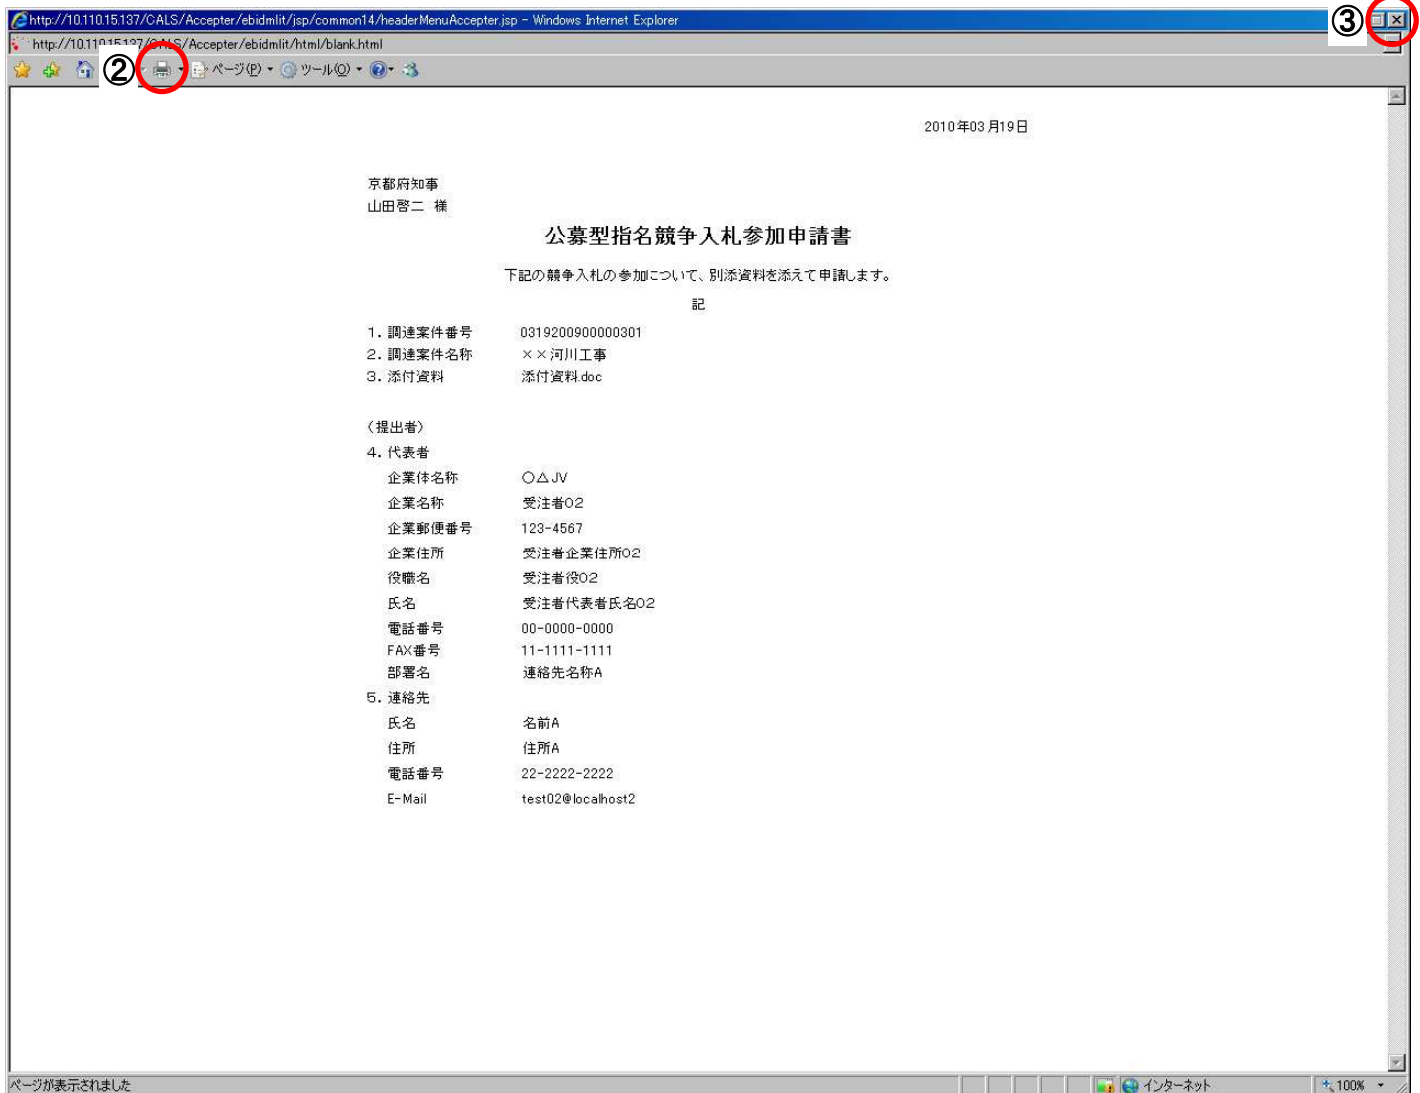 http://10.110.15.137/CALS/Accepter/ebidmlit/jsp/common14/headerMenuAccepter.jsp - Windows Internet Explorer
③
http://10.110.15.137/CALS/Accepter/ebidmlit/html/blank.html
② ページ(P) ツール(O)
2010年03月19日
京都府知事
山田啓二 様
公募型指名競争入札参加申請書
下記の競争入札の参加について、別添資料を添えて申請します。
記
1. 調達案件番号 0319200900000301
2. 調達案件名称 ××河川工事
3. 添付資料 添付資料.doc
(提出者)
4. 代表者
企業体名称 ○△JV
企業名称 受注者02
企業郵便番号 123-4567
企業住所 受注者企業住所02
役職名 受注者役02
氏名 受注者代表者氏名02
電話番号 00-0000-0000
FAX番号 11-1111-1111
部署名 連絡先名称A
5. 連絡先
氏名 名前A
住所 住所A
電話番号 22-2222-2222
E-Mail test02@localhost2
ページが表示されました インターネット 100%